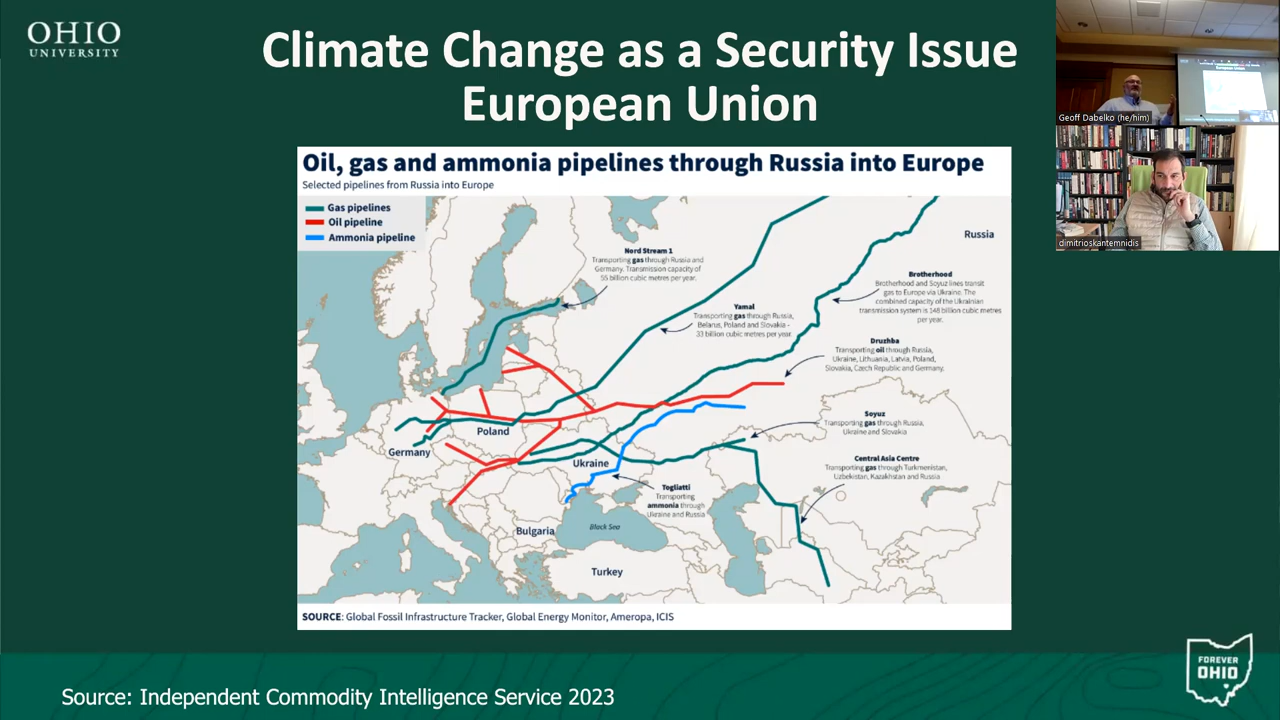 OHIO
UNIVERSITY
Climate Change as a Security Issue
European Union
Geoff Dabelko (he/him)
dimitrioskantemnidis
Oil, gas and ammonia pipelines through Russia into Europe
Selected pipelines from Russia into Europe
Gas pipelines
Oil pipeline
Ammonia pipeline
Russia
Nord Stream 1
Transporting gas through Russia and
Germany. Transmission capacity of
55 billion cubic metres per year.
Brotherhood
Brotherhood and Soyuz lines transit
gas to Europe via Ukraine. The
combined capacity of the Ukrainian
transmission system is 148 billion cubic metres
per year.
Yamal
Transporting gas through Russia,
Belarus, Poland and Slovakia -
33 billion cubic metres per year.
Druzhba
Transporting oil through Russia,
Ukraine, Lithuania, Latvia, Poland,
Slovakia, Czech Republic and Germany.
Soyuz
Transporting gas through Russia,
Ukraine and Slovakia
Poland
Germany
Ukraine
Central Asia Centre
Transporting gas through Turkmenistan,
Uzbekistan, Kazakhstan and Russia
Togliatti
Transporting
ammonia through
Ukraine and Russia
Bulgaria
Black Sea
Turkey
SOURCE: Global Fossil Infrastructure Tracker, Global Energy Monitor, Ameropa, ICIS
FOREVER
OHIO
Source: Independent Commodity Intelligence Service 2023